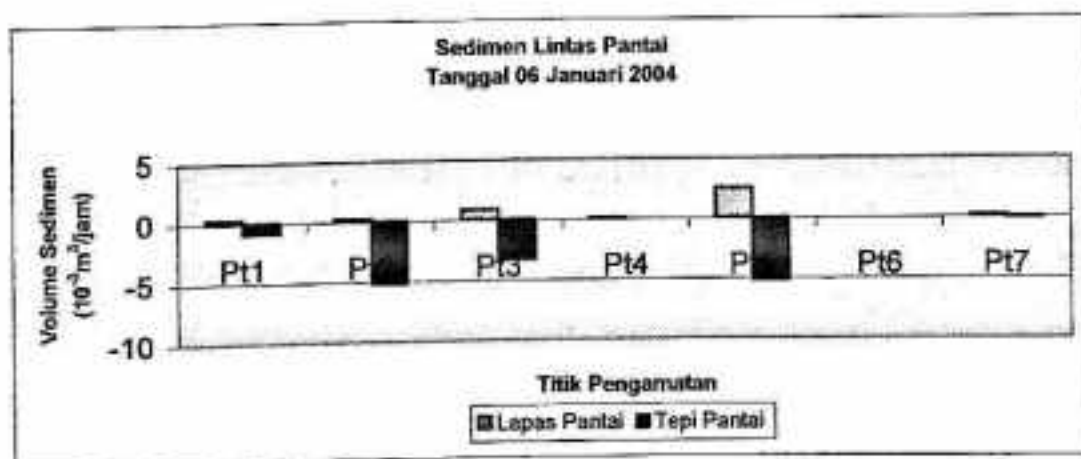 Sedimen Lintas Pantai
Tanggal 06 Januari 2004
Volume Sedimen
(10⁻³m³/jam)
5
0
-5
-10
Pt1
P
Pt3
Pt4
P
Pt6
Pt7
Titik Pengamatan
Lepas Pantai
Tepi Pantai